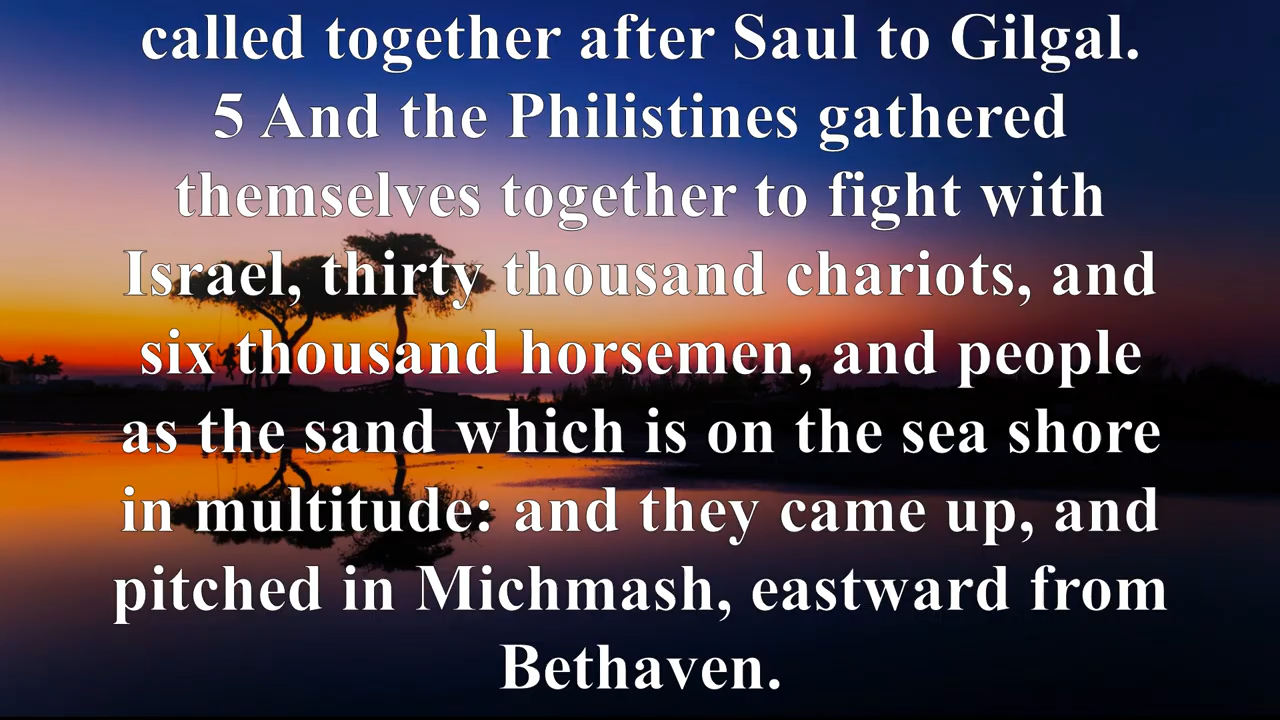 called together after Saul to Gilgal.
5 And the Philistines gathered
themselves together to fight with
Israel, thirty thousand chariots, and
six thousand horsemen, and people
as the sand which is on the sea shore
in multitude: and they came up, and
pitched in Michmash, eastward from
Bethaven.